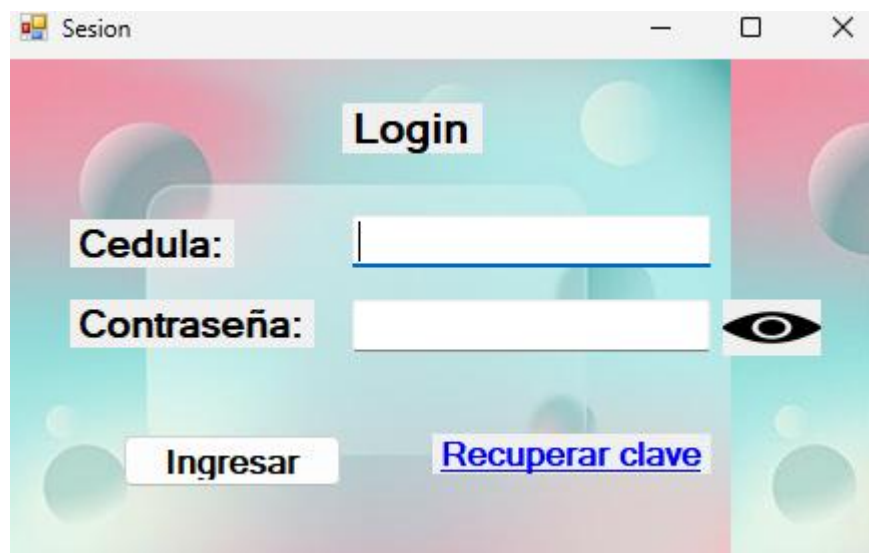 Sesion
Login
Cedula:
Contraseña:
Ingresar
Recuperar clave